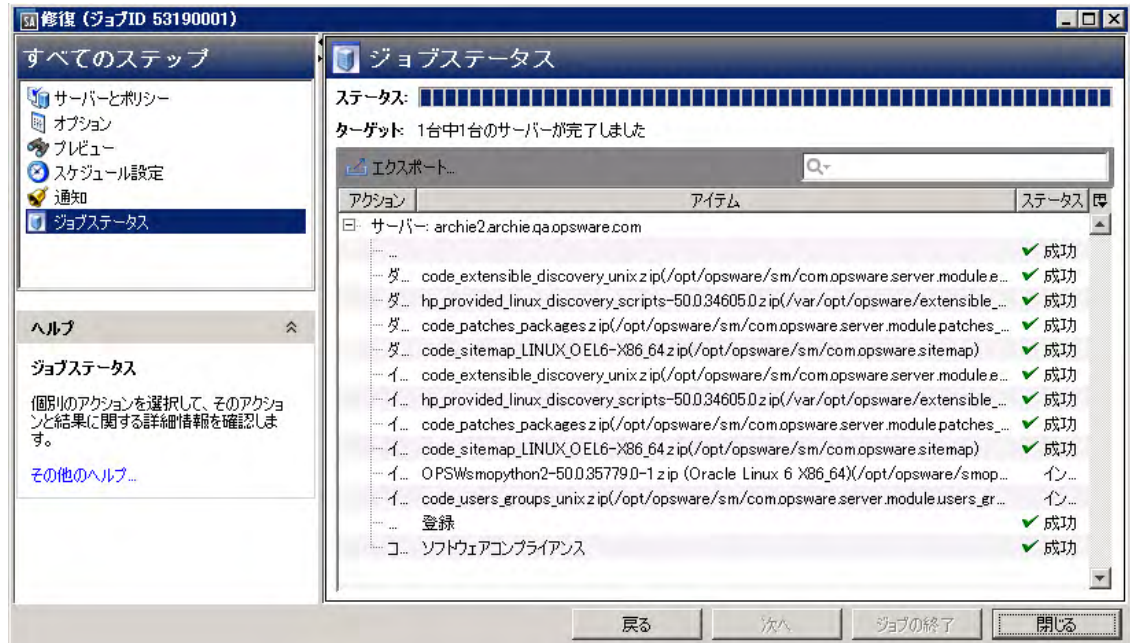 SA 修復 (ジョブID 53190001)
すべてのステップ
サーバーとポリシー
オプション
プレビュー
スケジュール設定
通知
ジョブステータス
ヘルプ
ジョブステータス
個別のアクションを選択して、そのアクショ
ンと結果に関する詳細情報を確認しま
す。
その他のヘルプ...
ジョブステータス
ステータス:
ターゲット: 1台中1台のサーバーが完了しました
エクスポート...
アクション アイテム ステータス
サーバー: archie2.archie.qa.opsware.com
... 成功
ダ... code_extensible_discovery_unix.zip(/opt/opsware/sm/com.opsware.server.module.e... 成功
ダ... hp_provided_linux_discovery_scripts-50.0.34605.0.zip(/var/opt/opsware/extensible_... 成功
ダ... code_patches_packages.zip(/opt/opsware/sm/com.opsware.server.module.patches_... 成功
ダ... code_sitemap_LINUX_OEL6-X86_64.zip(/opt/opsware/sm/com.opsware.sitemap) 成功
イ... code_extensible_discovery_unix.zip(/opt/opsware/sm/com.opsware.server.module.e... 成功
イ... hp_provided_linux_discovery_scripts-50.0.34605.0.zip(/var/opt/opsware/extensible_... 成功
イ... code_patches_packages.zip(/opt/opsware/sm/com.opsware.server.module.patches_... 成功
イ... code_sitemap_LINUX_OEL6-X86_64.zip(/opt/opsware/sm/com.opsware.sitemap) 成功
イ... OPSWsmopython2-50.0.35779.0-1.zip (Oracle Linux 6 X86_64)(/opt/opsware/smop... イン...
イ... code_users_groups_unix.zip(/opt/opsware/sm/com.opsware.server.module.users_gr... イン...
... 登録 成功
コ... ソフトウェアコンプライアンス 成功
戻る 次へ ジョブの終了 閉じる